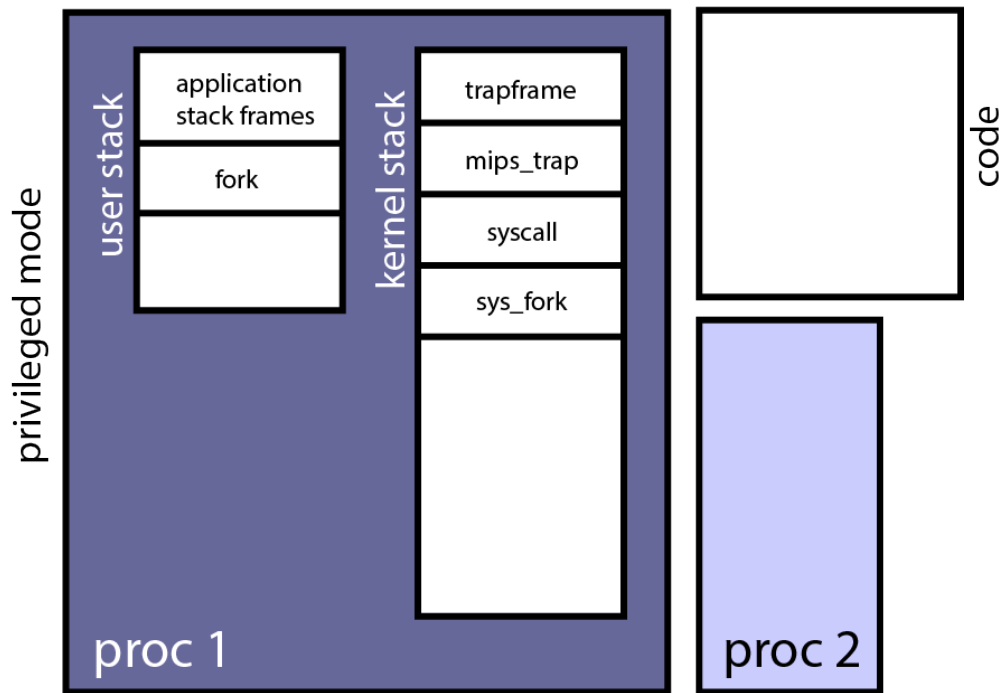 privileged mode
user stack
application
stack frames
fork
kernel stack
trapframe
mips_trap
syscall
sys_fork
proc 1
code
proc 2